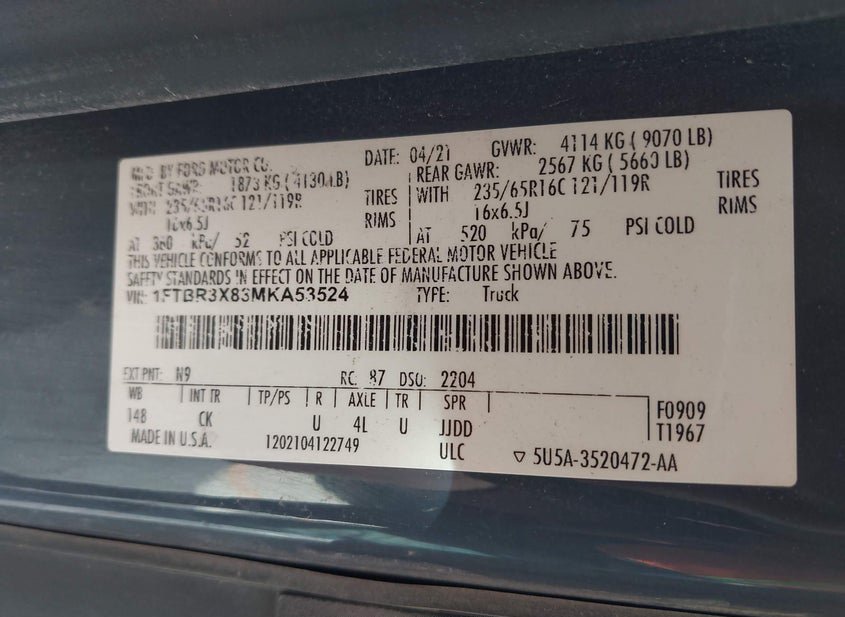 MFD. BY FORD MOTOR CO.
DATE: 04/21 GVWR: 4114 KG ( 9070 LB)
FRONT GAWR: 1873 KG ( 4130 LB)
REAR GAWR: 2567 KG ( 5660 LB)
WITH 235/65R16C 121/119R TIRES
WITH 235/65R16C 121/119R TIRES
16x6.5J RIMS
16x6.5J RIMS
AT 360 kPa/ 52 PSI COLD
AT 520 kPa/ 75 PSI COLD
THIS VEHICLE CONFORMS TO ALL APPLICABLE FEDERAL MOTOR VEHICLE
SAFETY STANDARDS IN EFFECT ON THE DATE OF MANUFACTURE SHOWN ABOVE.
VIN: 1FTBR3X83MKA53524 TYPE: Truck
EXT PNT: N9 RC: 87 DSO: 2204
WB INT TR TP/PS R AXLE TR SPR
148 CK U 4L U JJDD
F0909
T1967
MADE IN U.S.A. 1202104122749 ULC
▽ 5U5A-3520472-AA